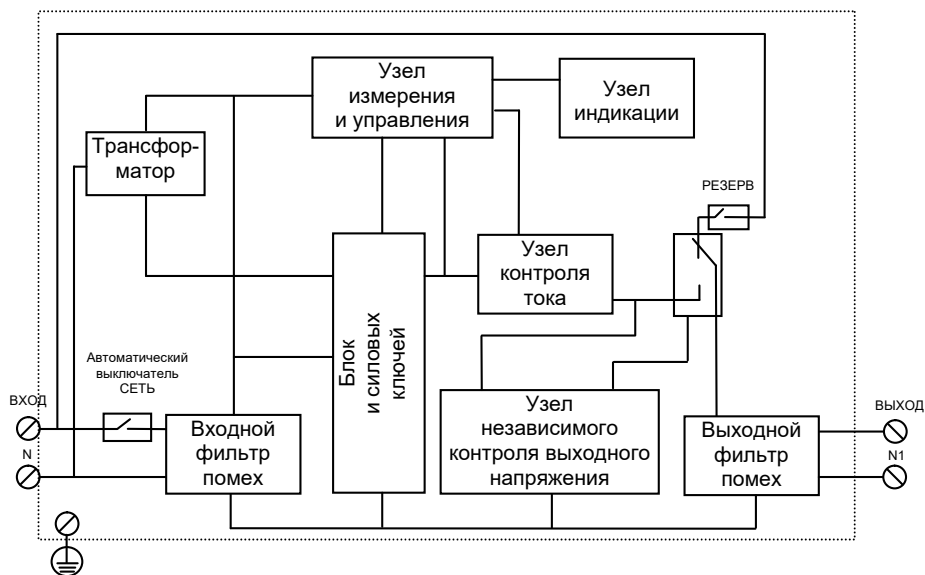 Узел
измерения
и управления
Узел
индикации
Трансфор-
матор
РЕЗЕРВ
Узел
контроля
тока
Блок
и силовых
ключей
Автоматический
выключатель
СЕТЬ
ВХОД
N
Входной
фильтр
помех
Узел
независимого
контроля выходного
напряжения
Выходной
фильтр
помех
ВЫХОД
N1